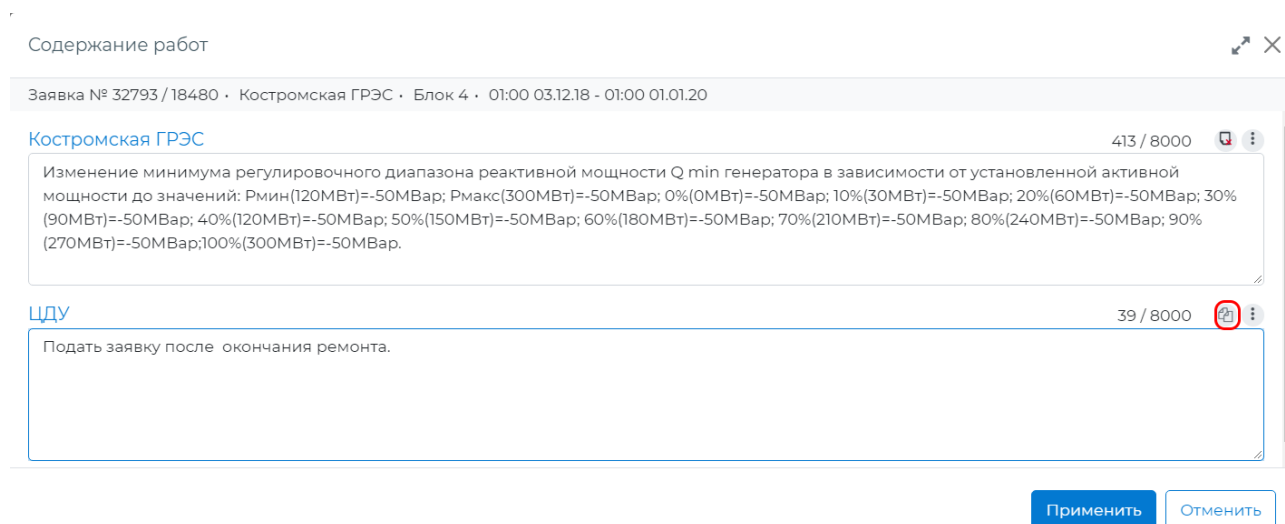 Содержание работ
Заявка № 32793 / 18480 • Костромская ГРЭС • Блок 4 • 01:00 03.12.18 - 01:00 01.01.20
Костромская ГРЭС 413 / 8000
Изменение минимума регулировочного диапазона реактивной мощности Q min генератора в зависимости от установленной активной
мощности до значений: Рмин(120МВт)=-50МВар; Рмакс(300МВт)=-50МВар; 0%(0МВт)=-50МВар; 10%(30МВт)=-50МВар; 20%(60МВт)=-50МВар; 30%
(90МВт)=-50МВар; 40%(120МВт)=-50МВар; 50%(150МВт)=-50МВар; 60%(180МВт)=-50МВар; 70%(210МВт)=-50МВар; 80%(240МВт)=-50МВар; 90%
(270МВт)=-50МВар;100%(300МВт)=-50МВар.
ЦДУ 39 / 8000
Подать заявку после  окончания ремонта.
Применить Отменить